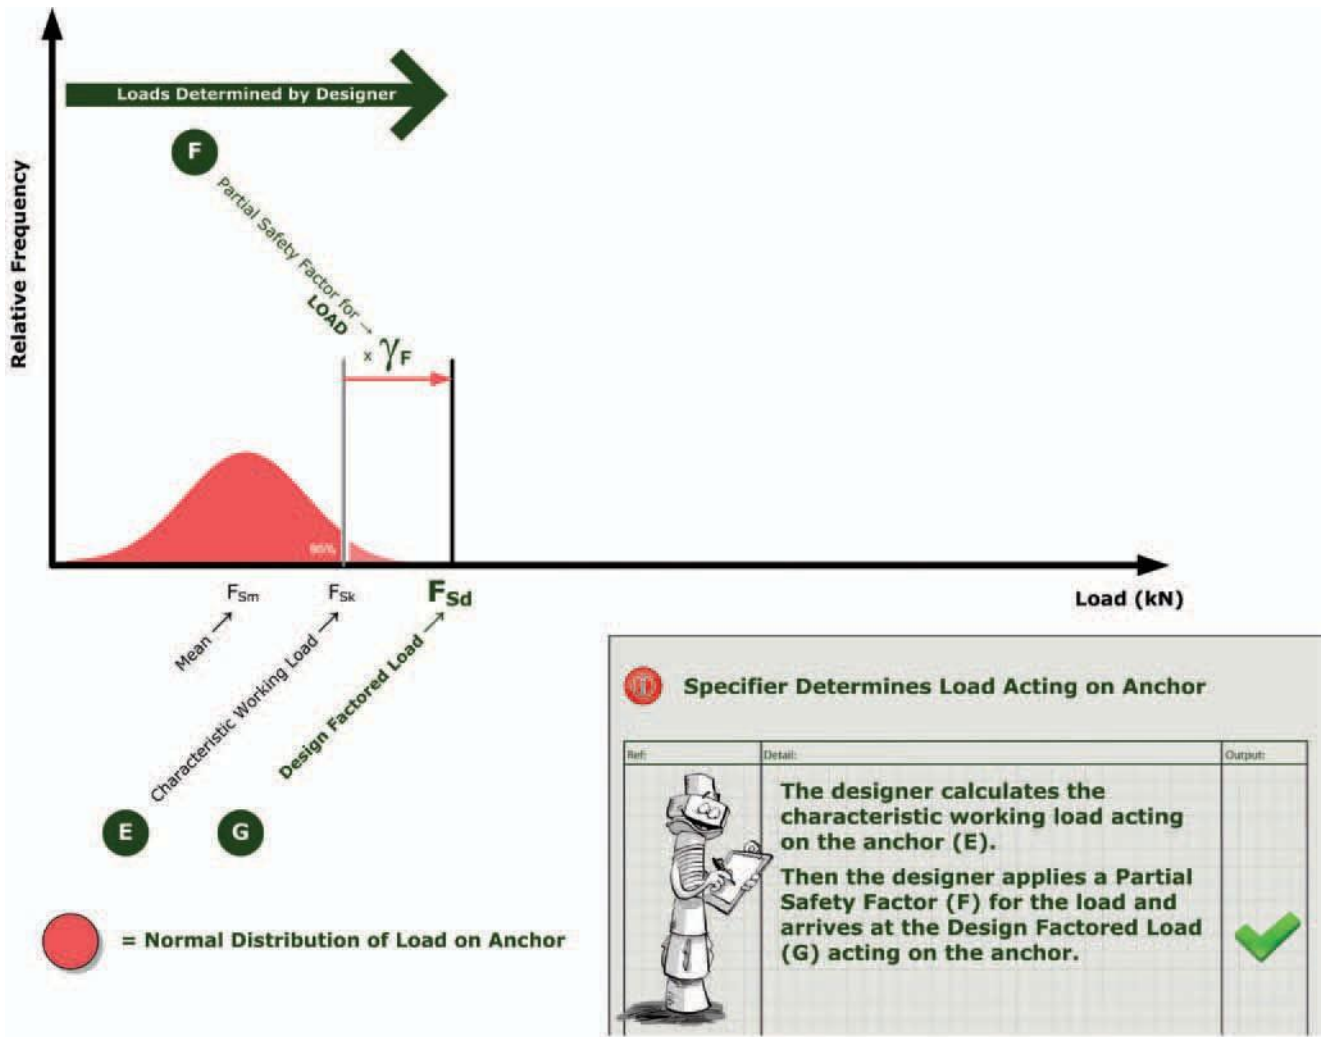 Loads Determined by Designer
F
Partial Safety Factor for →
LOAD
x γF
Relative Frequency
95%
FSm
FSk
FSd
Load (kN)
Mean →
Characteristic Working Load →
Design Factored Load →
E
G
= Normal Distribution of Load on Anchor
Specifier Determines Load Acting on Anchor
Ref:
Detail:
Output:
The designer calculates the
characteristic working load acting
on the anchor (E).
Then the designer applies a Partial
Safety Factor (F) for the load and
arrives at the Design Factored Load
(G) acting on the anchor.